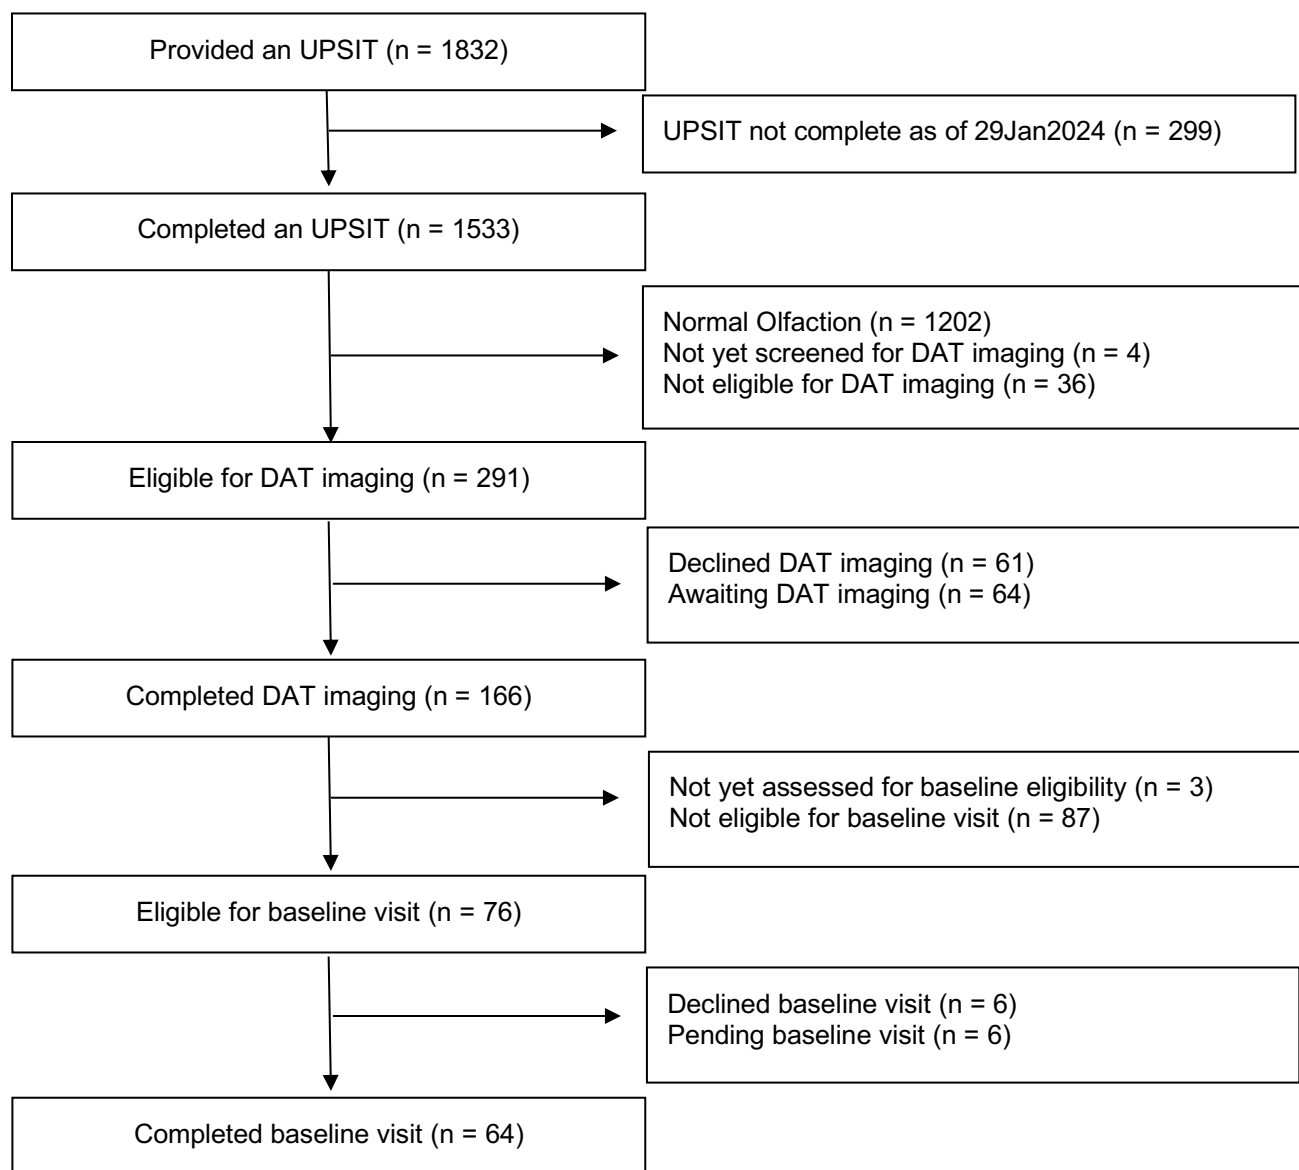 Provided an UPSIT (n = 1832)
UPSIT not complete as of 29Jan2024 (n = 299)
Completed an UPSIT (n = 1533)
Normal Olfaction (n = 1202)
Not yet screened for DAT imaging (n = 4)
Not eligible for DAT imaging (n = 36)
Eligible for DAT imaging (n = 291)
Declined DAT imaging (n = 61)
Awaiting DAT imaging (n = 64)
Completed DAT imaging (n = 166)
Not yet assessed for baseline eligibility (n = 3)
Not eligible for baseline visit (n = 87)
Eligible for baseline visit (n = 76)
Declined baseline visit (n = 6)
Pending baseline visit (n = 6)
Completed baseline visit (n = 64)